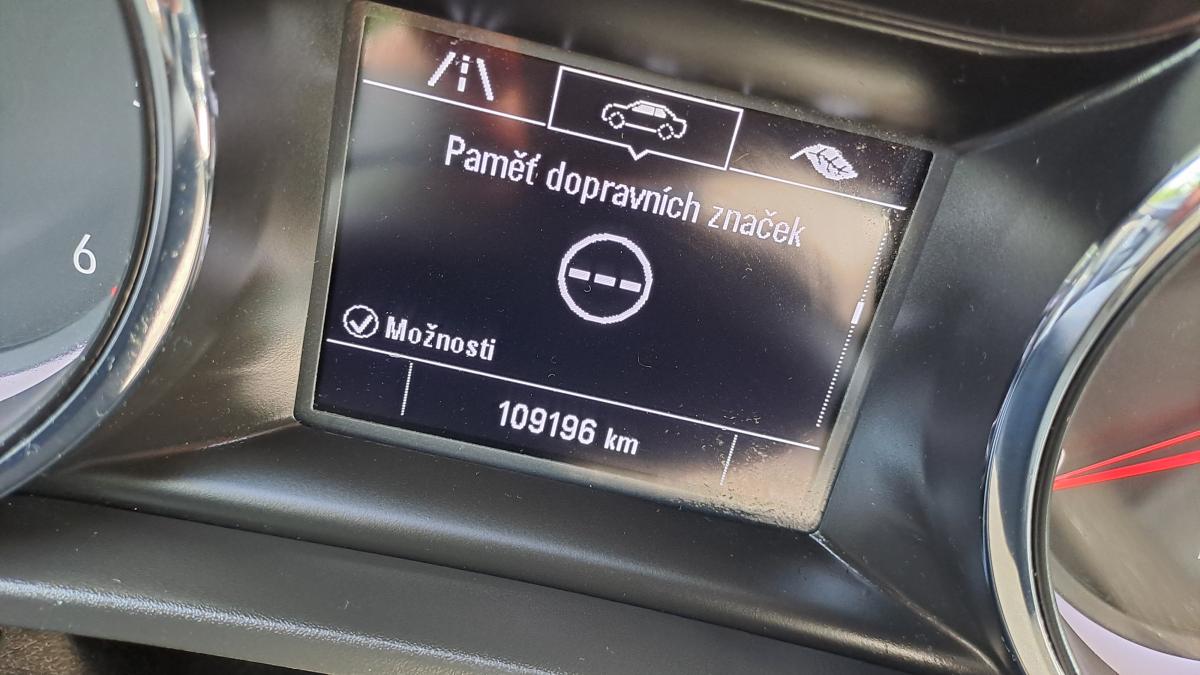 Paměť dopravních značek
6
Možnosti
109196 km